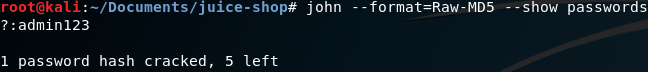 root@kali:~/Documents/juice-shop# john --format=Raw-MD5 --show passwords
?:admin123
1 password hash cracked, 5 left